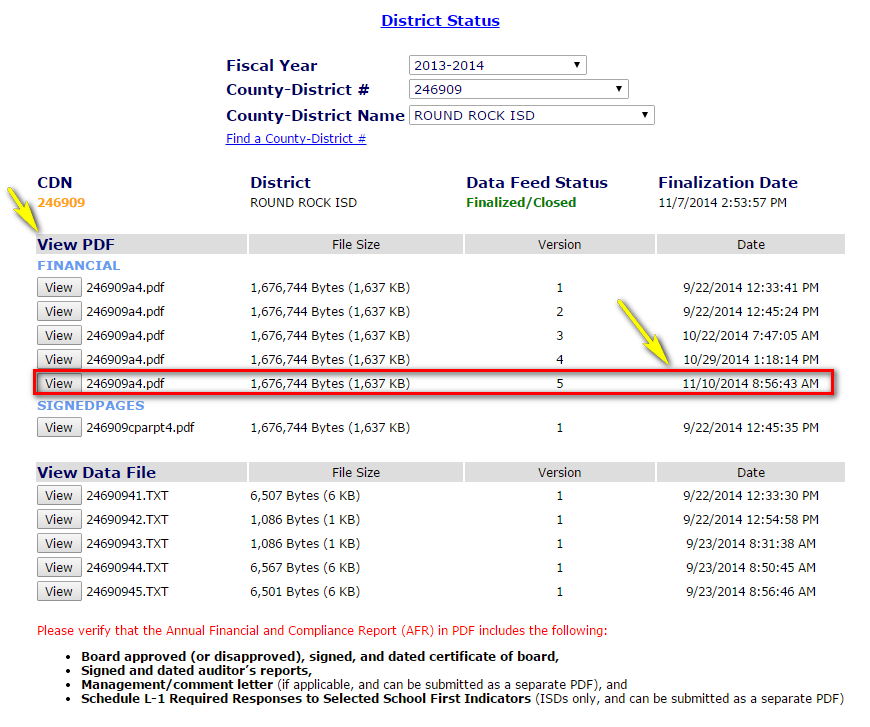 District Status
Fiscal Year 2013-2014
County-District # 246909
County-District Name ROUND ROCK ISD
Find a County-District #
CDN District Data Feed Status Finalization Date
246909 ROUND ROCK ISD Finalized/Closed 11/7/2014 2:53:57 PM
View PDF File Size Version Date
FINANCIAL
View 246909a4.pdf 1,676,744 Bytes (1,637 KB) 1 9/22/2014 12:33:41 PM
View 246909a4.pdf 1,676,744 Bytes (1,637 KB) 2 9/22/2014 12:45:24 PM
View 246909a4.pdf 1,676,744 Bytes (1,637 KB) 3 10/22/2014 7:47:05 AM
View 246909a4.pdf 1,676,744 Bytes (1,637 KB) 4 10/29/2014 1:18:14 PM
View 246909a4.pdf 1,676,744 Bytes (1,637 KB) 5 11/10/2014 8:56:43 AM
SIGNEDPAGES
View 246909cparpt4.pdf 1,676,744 Bytes (1,637 KB) 1 9/22/2014 12:45:35 PM
View Data File File Size Version Date
View 24690941.TXT 6,507 Bytes (6 KB) 1 9/22/2014 12:33:30 PM
View 24690942.TXT 1,086 Bytes (1 KB) 1 9/22/2014 12:54:58 PM
View 24690943.TXT 1,086 Bytes (1 KB) 1 9/23/2014 8:31:38 AM
View 24690944.TXT 6,567 Bytes (6 KB) 1 9/23/2014 8:50:45 AM
View 24690945.TXT 6,501 Bytes (6 KB) 1 9/23/2014 8:56:46 AM
Please verify that the Annual Financial and Compliance Report (AFR) in PDF includes the following:
• Board approved (or disapproved), signed, and dated certificate of board,
• Signed and dated auditor's reports,
• Management/comment letter (if applicable, and can be submitted as a separate PDF), and
• Schedule L-1 Required Responses to Selected School First Indicators (ISDs only, and can be submitted as a separate PDF)